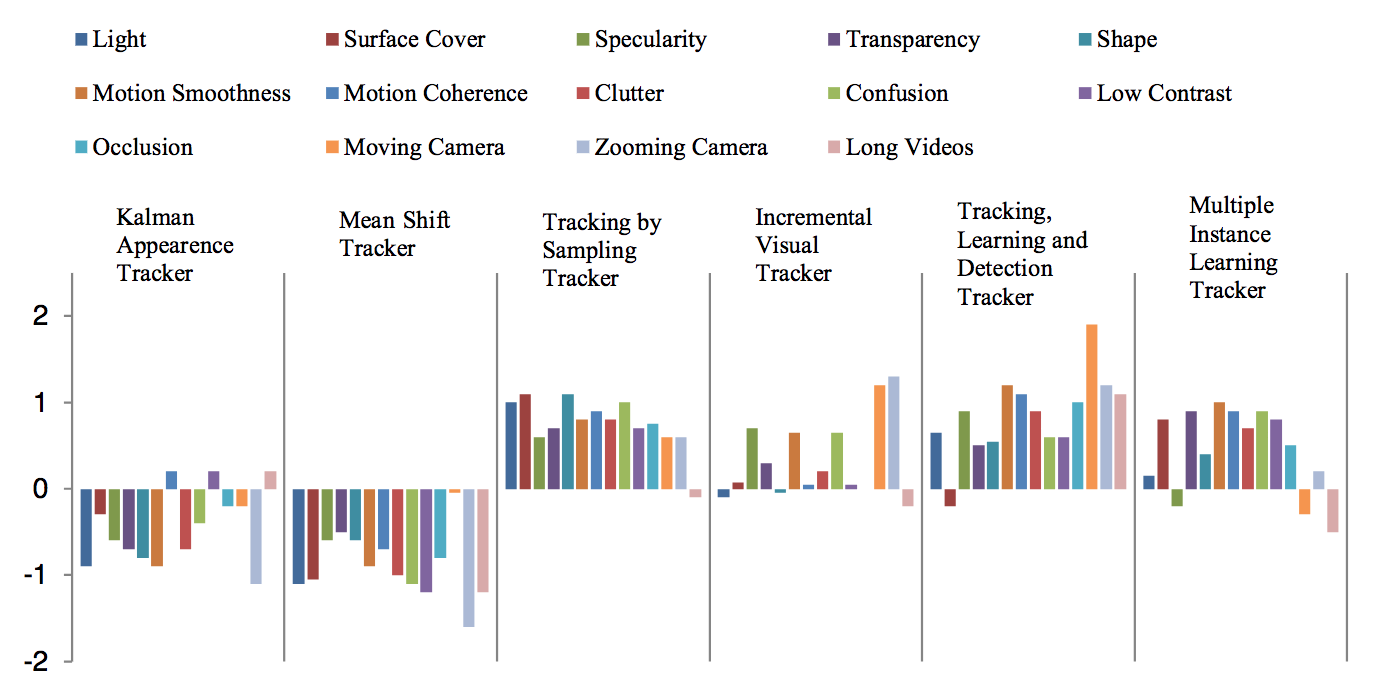 Light
Surface Cover
Specularity
Transparency
Shape
Motion Smoothness
Motion Coherence
Clutter
Confusion
Low Contrast
Occlusion
Moving Camera
Zooming Camera
Long Videos
Kalman
Appearence
Tracker
Mean Shift
Tracker
Tracking by
Sampling
Tracker
Incremental
Visual
Tracker
Tracking,
Learning and
Detection
Tracker
Multiple
Instance
Learning
Tracker
2
1
0
-1
-2